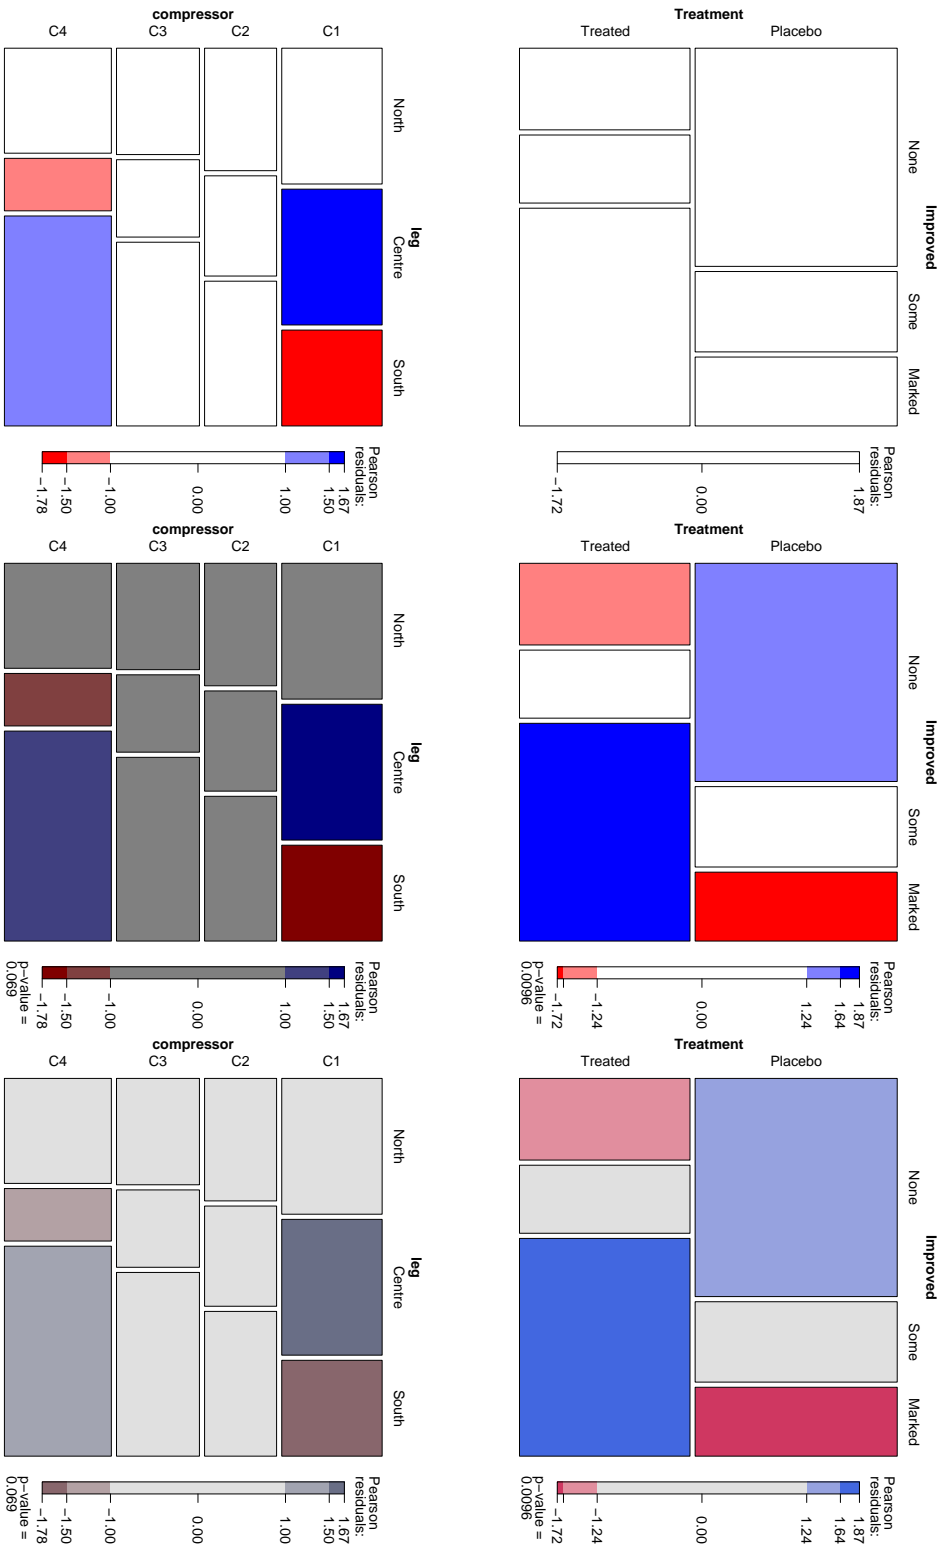 Improved
None
Some
Marked
Treatment
Placebo
Treated
Pearson
residuals:
1.87
0.00
−1.72
Improved
None
Some
Marked
Treatment
Placebo
Treated
Pearson
residuals:
1.87
1.64
1.24
0.00
−1.24
−1.72
p−value =
0.0096
Improved
None
Some
Marked
Treatment
Placebo
Treated
Pearson
residuals:
1.87
1.64
1.24
0.00
−1.24
−1.72
p−value =
0.0096
leg
North
Centre
South
compressor
C1
C2
C3
C4
Pearson
residuals:
1.67
1.50
1.00
0.00
−1.00
−1.50
−1.78
leg
North
Centre
South
compressor
C1
C2
C3
C4
Pearson
residuals:
1.67
1.50
1.00
0.00
−1.00
−1.50
−1.78
p−value =
0.069
leg
North
Centre
South
compressor
C1
C2
C3
C4
Pearson
residuals:
1.67
1.50
1.00
0.00
−1.00
−1.50
−1.78
p−value =
0.069